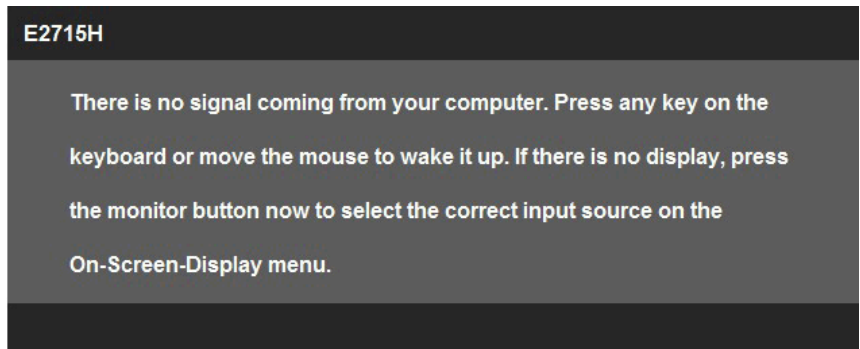 E2715H
There is no signal coming from your computer. Press any key on the
keyboard or move the mouse to wake it up. If there is no display, press
the monitor button now to select the correct input source on the
On-Screen-Display menu.